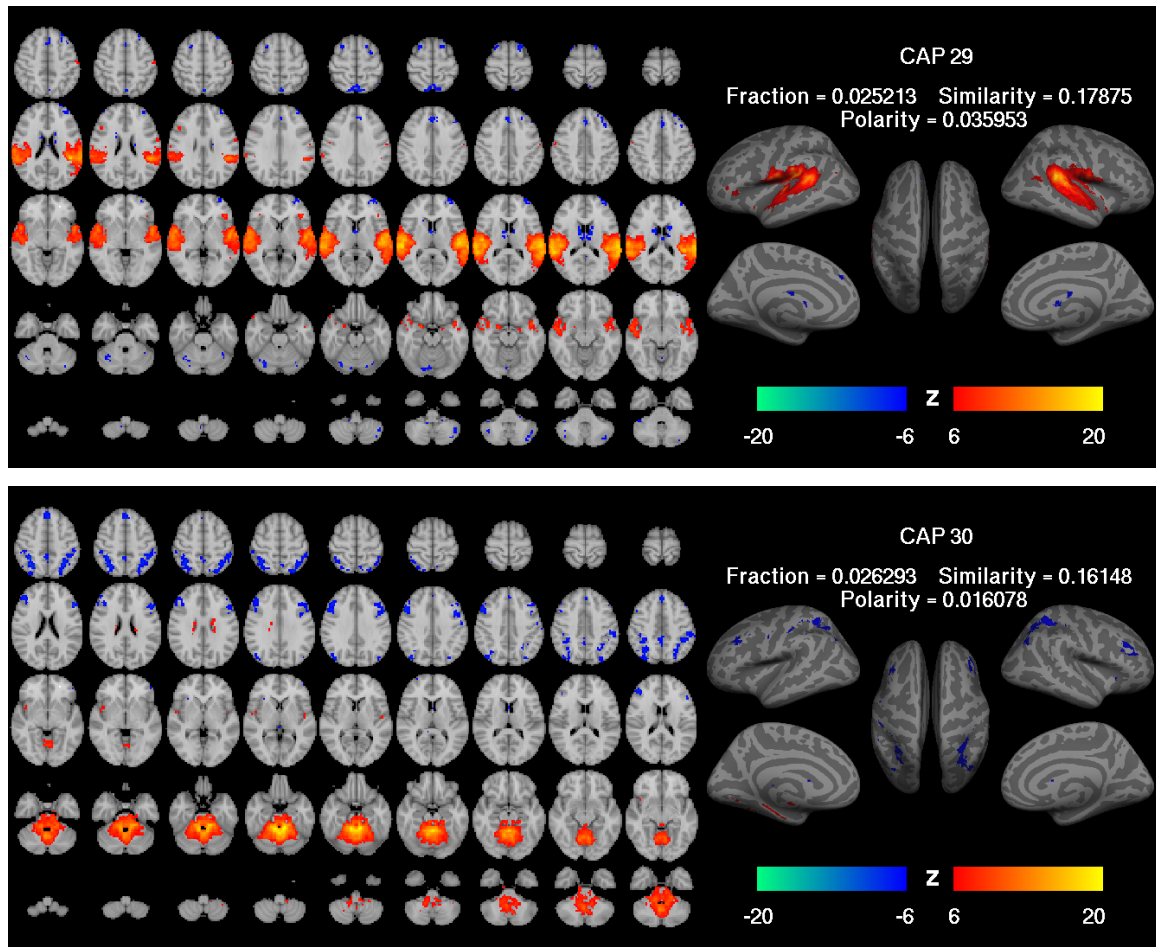 CAP 29
Fraction = 0.025213 Similarity = 0.17875
Polarity = 0.035953
Z
-20 -6 6 20
CAP 30
Fraction = 0.026293 Similarity = 0.16148
Polarity = 0.016078
Z
-20 -6 6 20